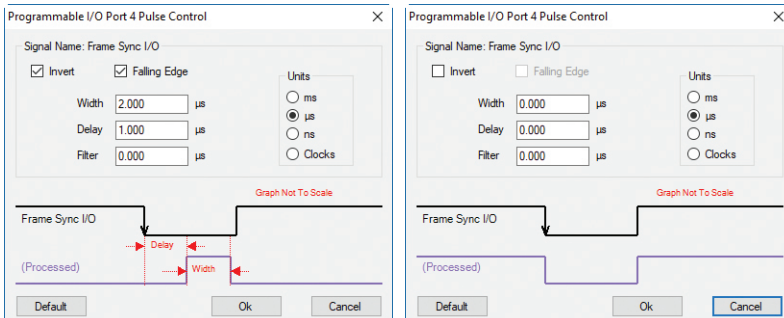 Programmable I/O Port 4 Pulse Control
Signal Name: Frame Sync I/O
Invert
Falling Edge
Units
Width 2.000 µs
ms
Delay 1.000 µs
µs
Filter 0.000 µs
ns
Clocks
Graph Not To Scale
Frame Sync I/O
Delay
(Processed)
Width
Default Ok Cancel
Programmable I/O Port 4 Pulse Control
Signal Name: Frame Sync I/O
Invert
Falling Edge
Units
Width 0.000 µs
ms
Delay 0.000 µs
µs
Filter 0.000 µs
ns
Clocks
Graph Not To Scale
Frame Sync I/O
(Processed)
Default Ok Cancel